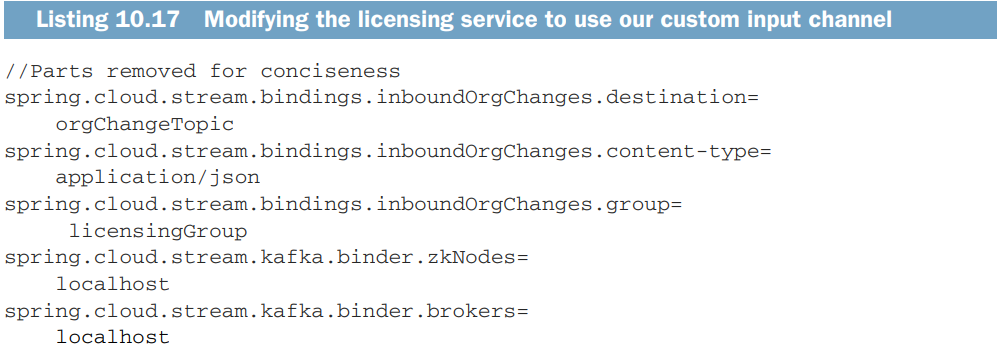 Listing 10.17 Modifying the licensing service to use our custom input channel
//Parts removed for conciseness
spring.cloud.stream.bindings.inboundOrgChanges.destination=
orgChangeTopic
spring.cloud.stream.bindings.inboundOrgChanges.content-type=
application/json
spring.cloud.stream.bindings.inboundOrgChanges.group=
licensingGroup
spring.cloud.stream.kafka.binder.zkNodes=
localhost
spring.cloud.stream.kafka.binder.brokers=
localhost